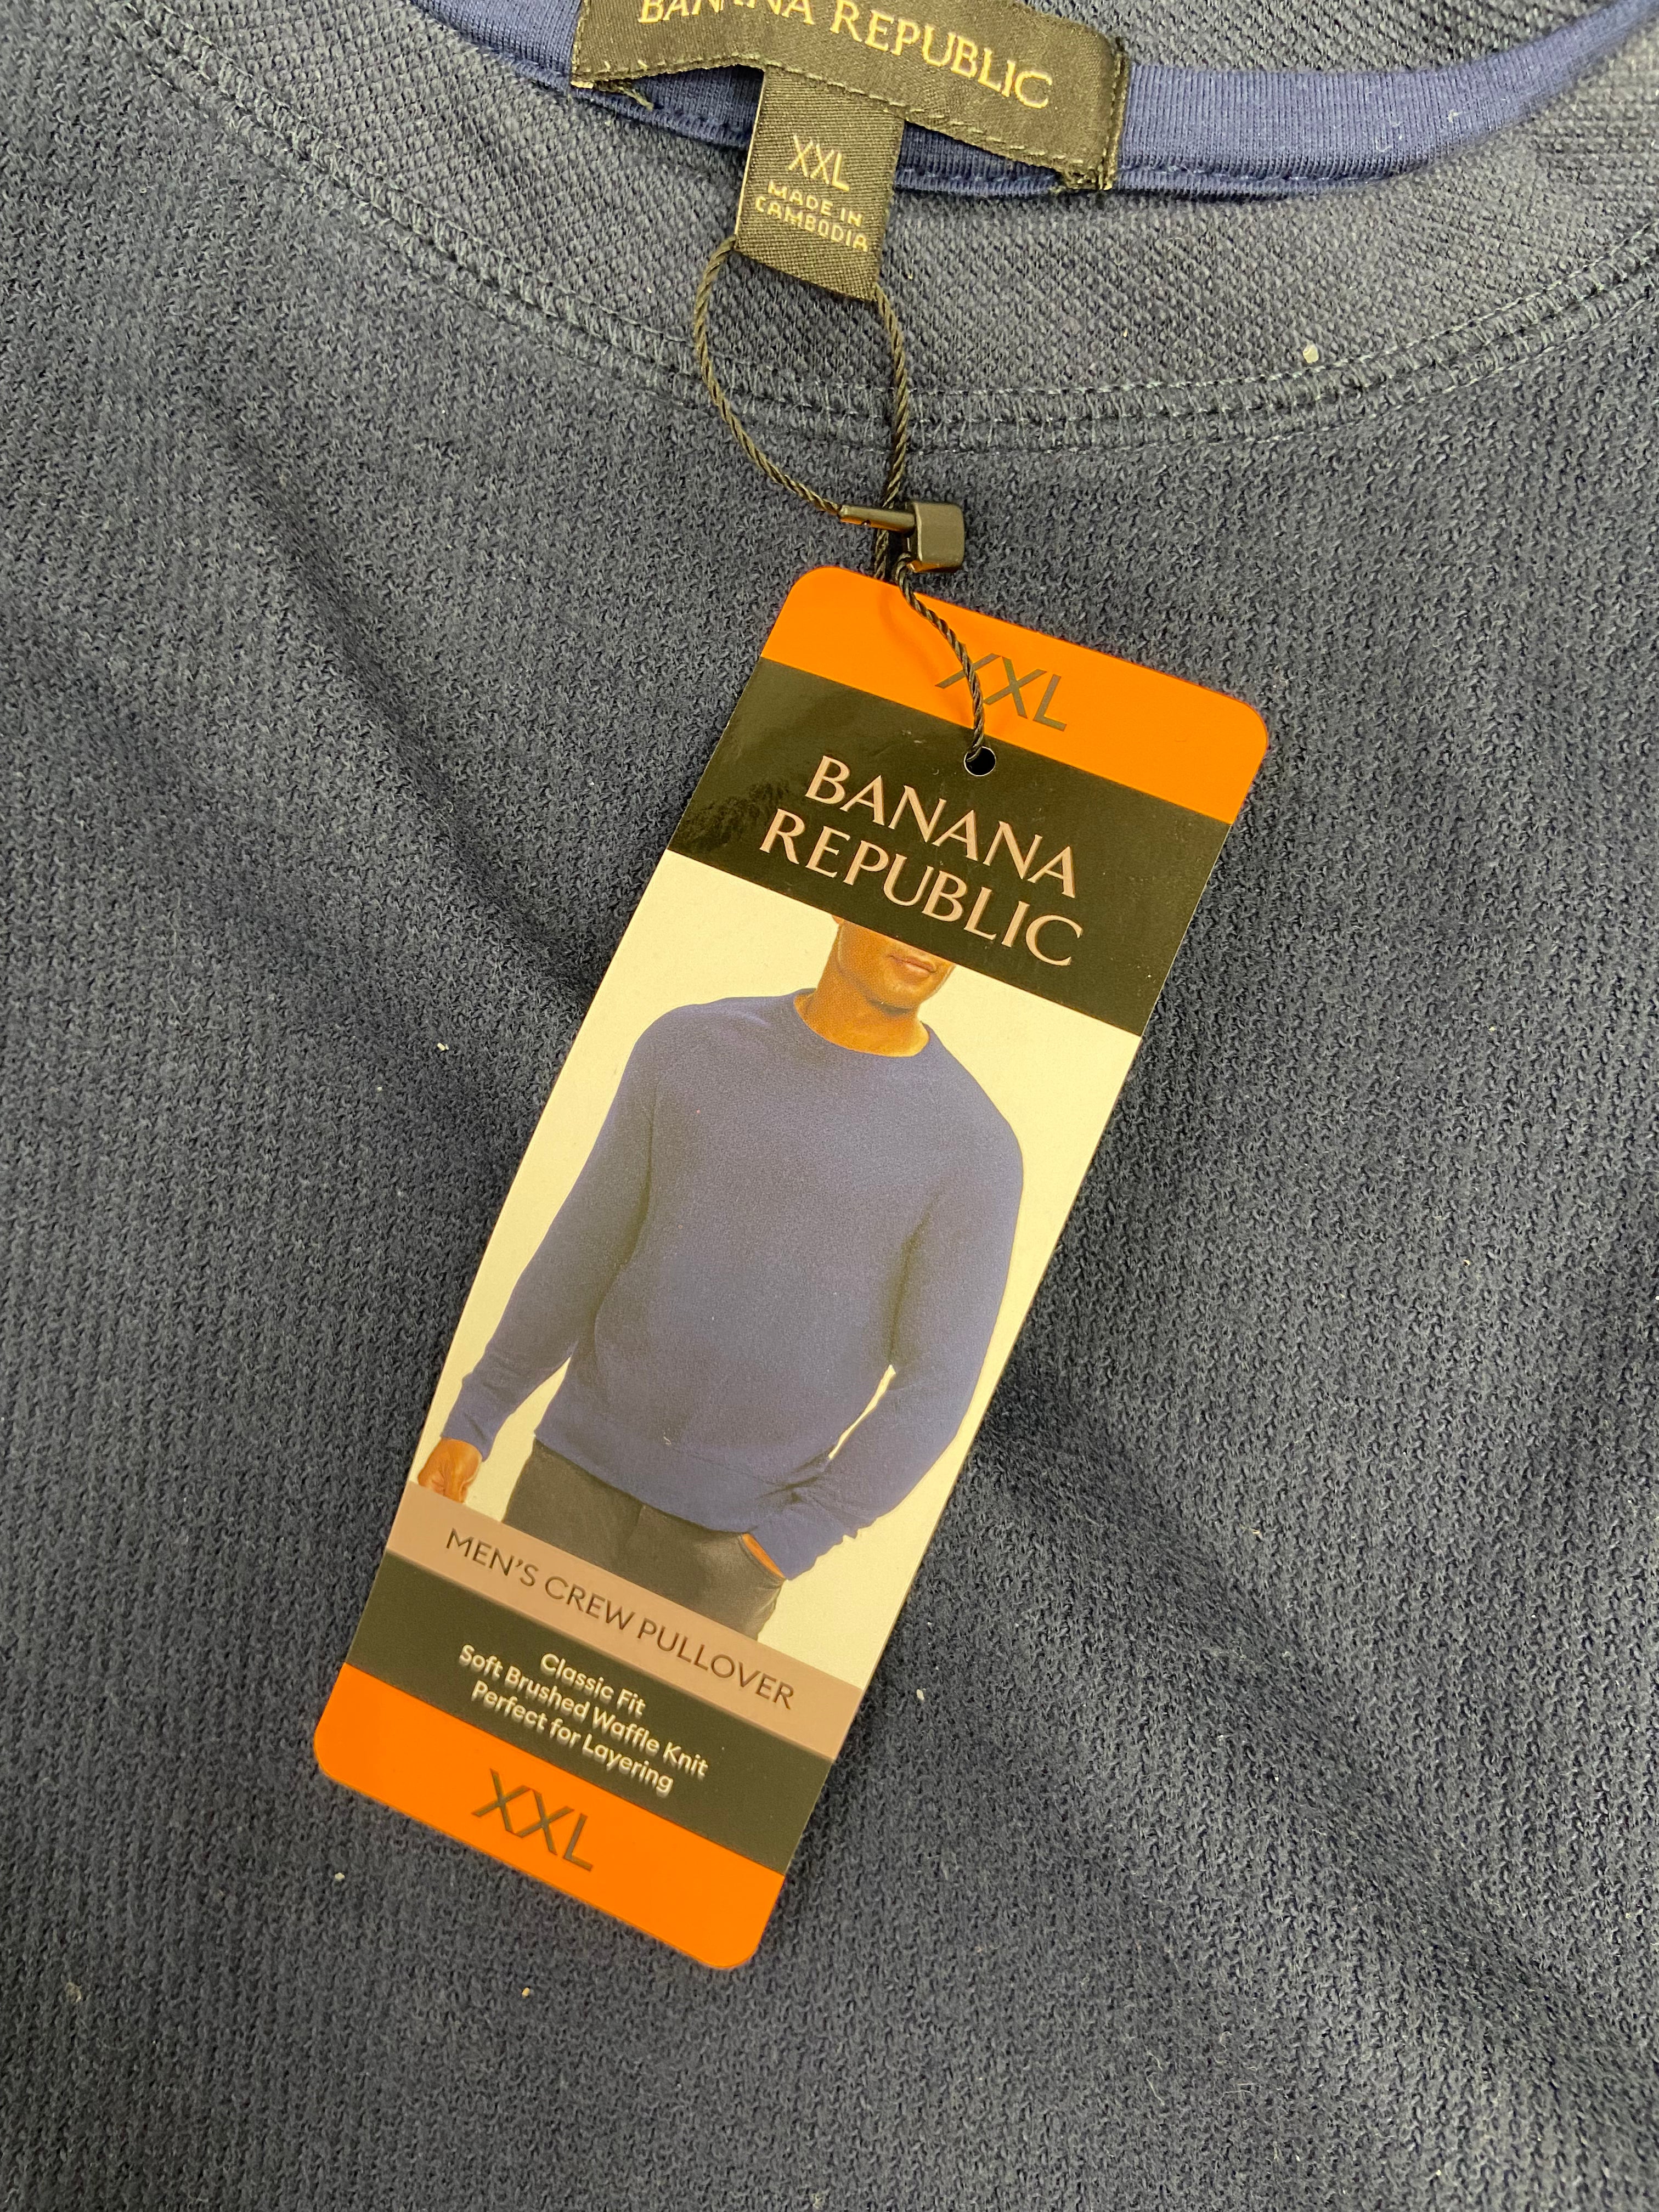 BANANA REPUBLIC
XXL
MADE IN
CAMBODIA
XXL
BANANA
REPUBLIC
MEN'S CREW PULLOVER
Classic Fit
Soft Brushed Waffle Knit
Perfect for Layering
XXL